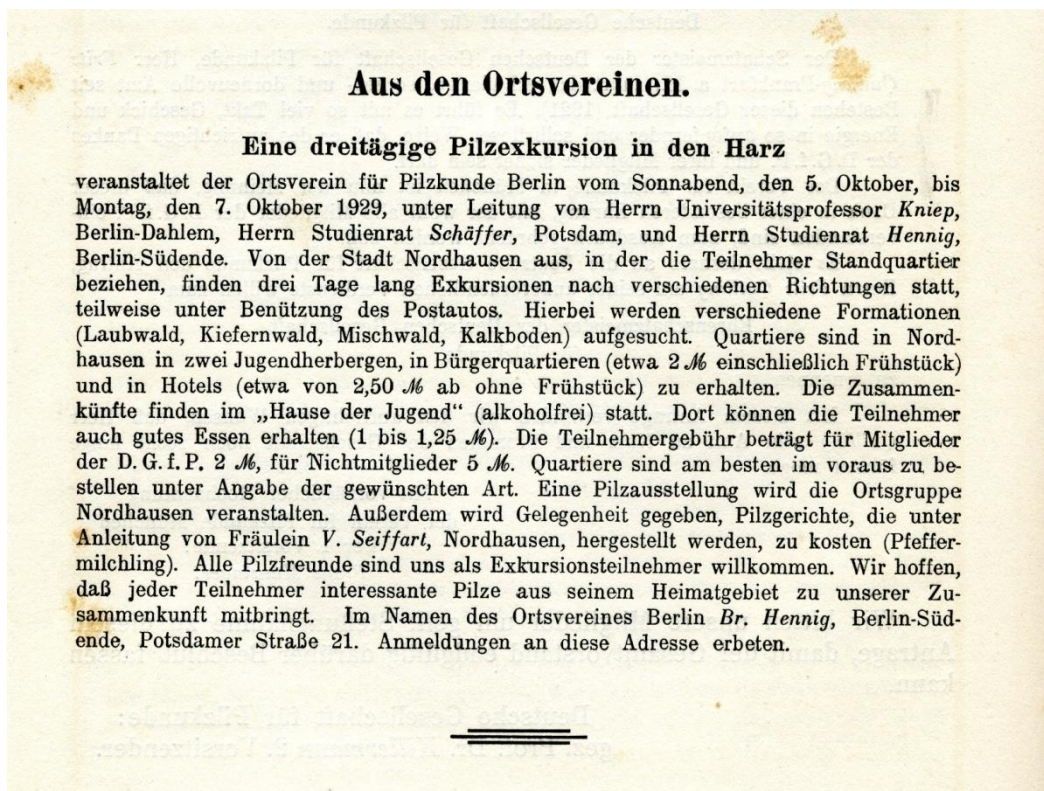 Aus den Ortsvereinen.
Eine dreitägige Pilzexkursion in den Harz
veranstaltet der Ortsverein für Pilzkunde Berlin vom Sonnabend, den 5. Oktober, bis
Montag, den 7. Oktober 1929, unter Leitung von Herrn Universitätsprofessor Kniep,
Berlin-Dahlem, Herrn Studienrat Schäffer, Potsdam, und Herrn Studienrat Hennig,
Berlin-Südende. Von der Stadt Nordhausen aus, in der die Teilnehmer Standquartier
beziehen, finden drei Tage lang Exkursionen nach verschiedenen Richtungen statt,
teilweise unter Benützung des Postautos. Hierbei werden verschiedene Formationen
(Laubwald, Kiefernwald, Mischwald, Kalkboden) aufgesucht. Quartiere sind in Nord-
hausen in zwei Jugendherbergen, in Bürgerquartieren (etwa 2 ℳ einschließlich Frühstück)
und in Hotels (etwa von 2,50 ℳ ab ohne Frühstück) zu erhalten. Die Zusammen-
künfte finden im „Hause der Jugend“ (alkoholfrei) statt. Dort können die Teilnehmer
auch gutes Essen erhalten (1 bis 1,25 ℳ). Die Teilnehmergebühr beträgt für Mitglieder
der D. G. f. P. 2 ℳ, für Nichtmitglieder 5 ℳ. Quartiere sind am besten im voraus zu be-
stellen unter Angabe der gewünschten Art. Eine Pilzausstellung wird die Ortsgruppe
Nordhausen veranstalten. Außerdem wird Gelegenheit gegeben, Pilzgerichte, die unter
Anleitung von Fräulein V. Seiffart, Nordhausen, hergestellt werden, zu kosten (Pfeffer-
milchling). Alle Pilzfreunde sind uns als Exkursionsteilnehmer willkommen. Wir hoffen,
daß jeder Teilnehmer interessante Pilze aus seinem Heimatgebiet zu unserer Zu-
sammenkunft mitbringt. Im Namen des Ortsvereines Berlin Br. Hennig, Berlin-Süd-
ende, Potsdamer Straße 21. Anmeldungen an diese Adresse erbeten.